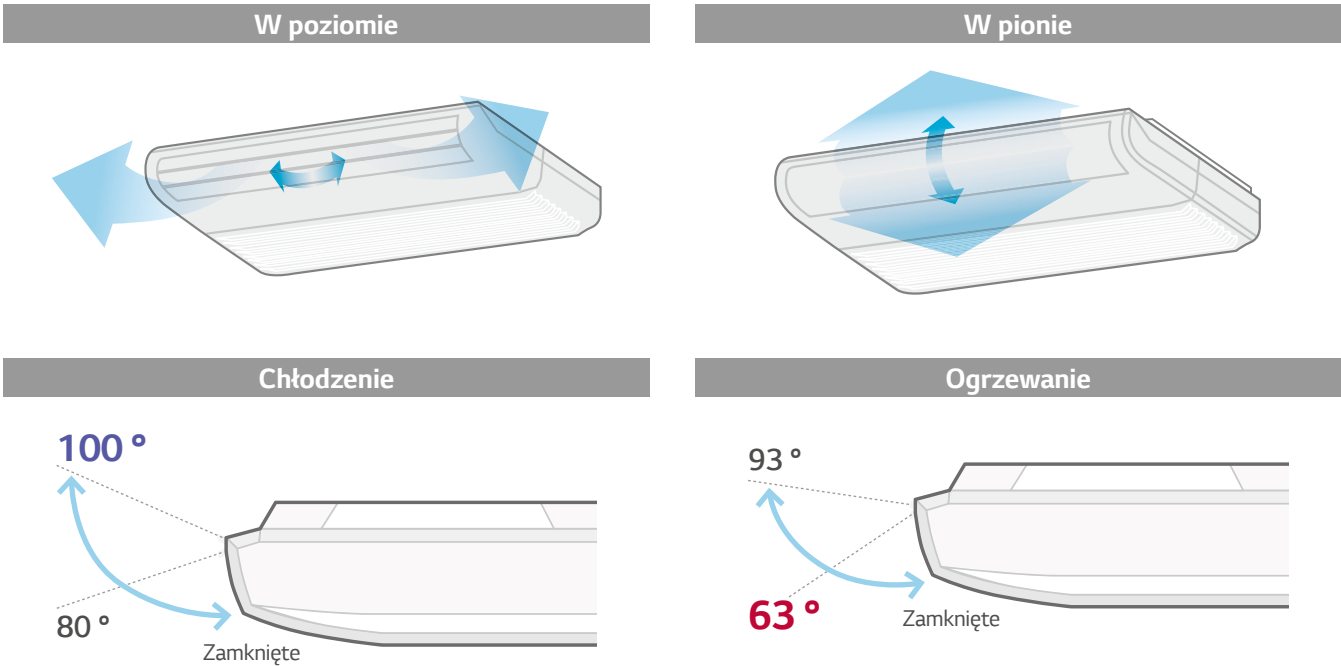 W poziomie
W pionie
Chłodzenie
Ogrzewanie
100 °
80 °
Zamknięte
93 °
63 °
Zamknięte